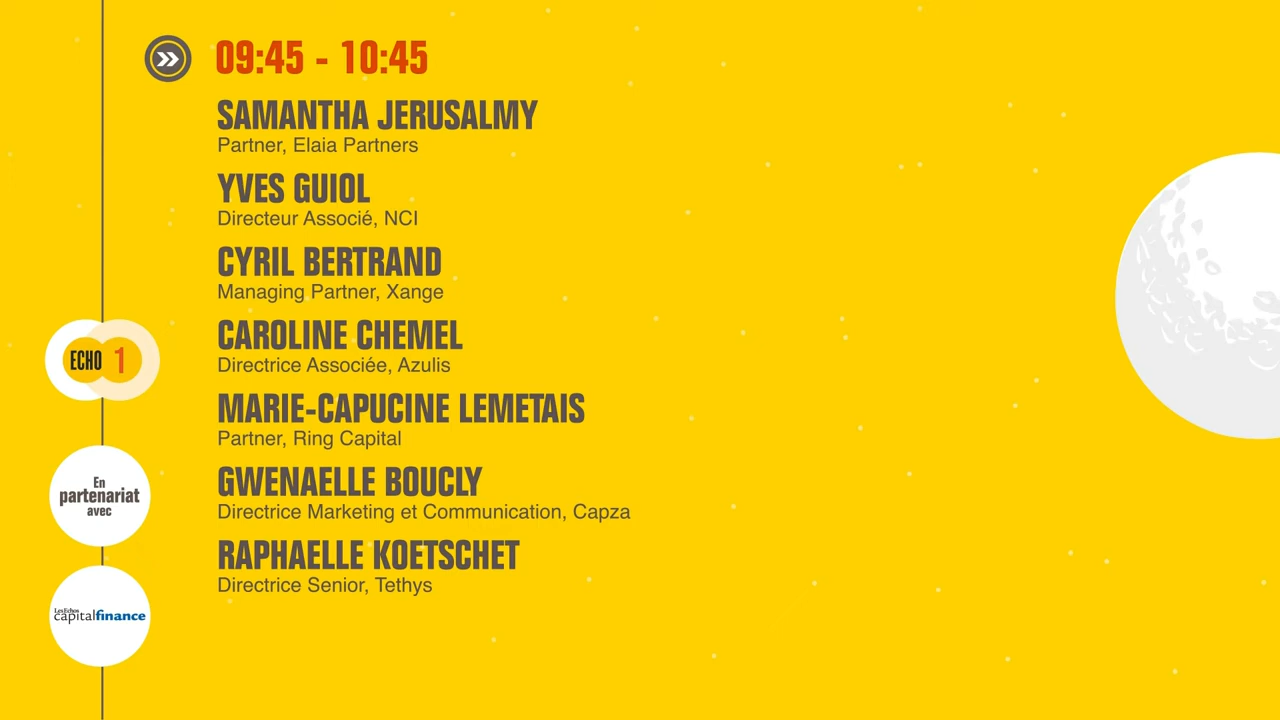 09:45 - 10:45
SAMANTHA JERUSALMY
Partner, Elaia Partners
YVES GUIOL
Directeur Associé, NCI
CYRIL BERTRAND
Managing Partner, Xange
CAROLINE CHEMEL
Directrice Associée, Azulis
MARIE-CAPUCINE LEMETAIS
Partner, Ring Capital
GWENAELLE BOUCLY
Directrice Marketing et Communication, Capza
RAPHAELLE KOETSCHET
Directrice Senior, Tethys
ECHO 1
En
partenariat
avec
Les Echos
capitalfinance